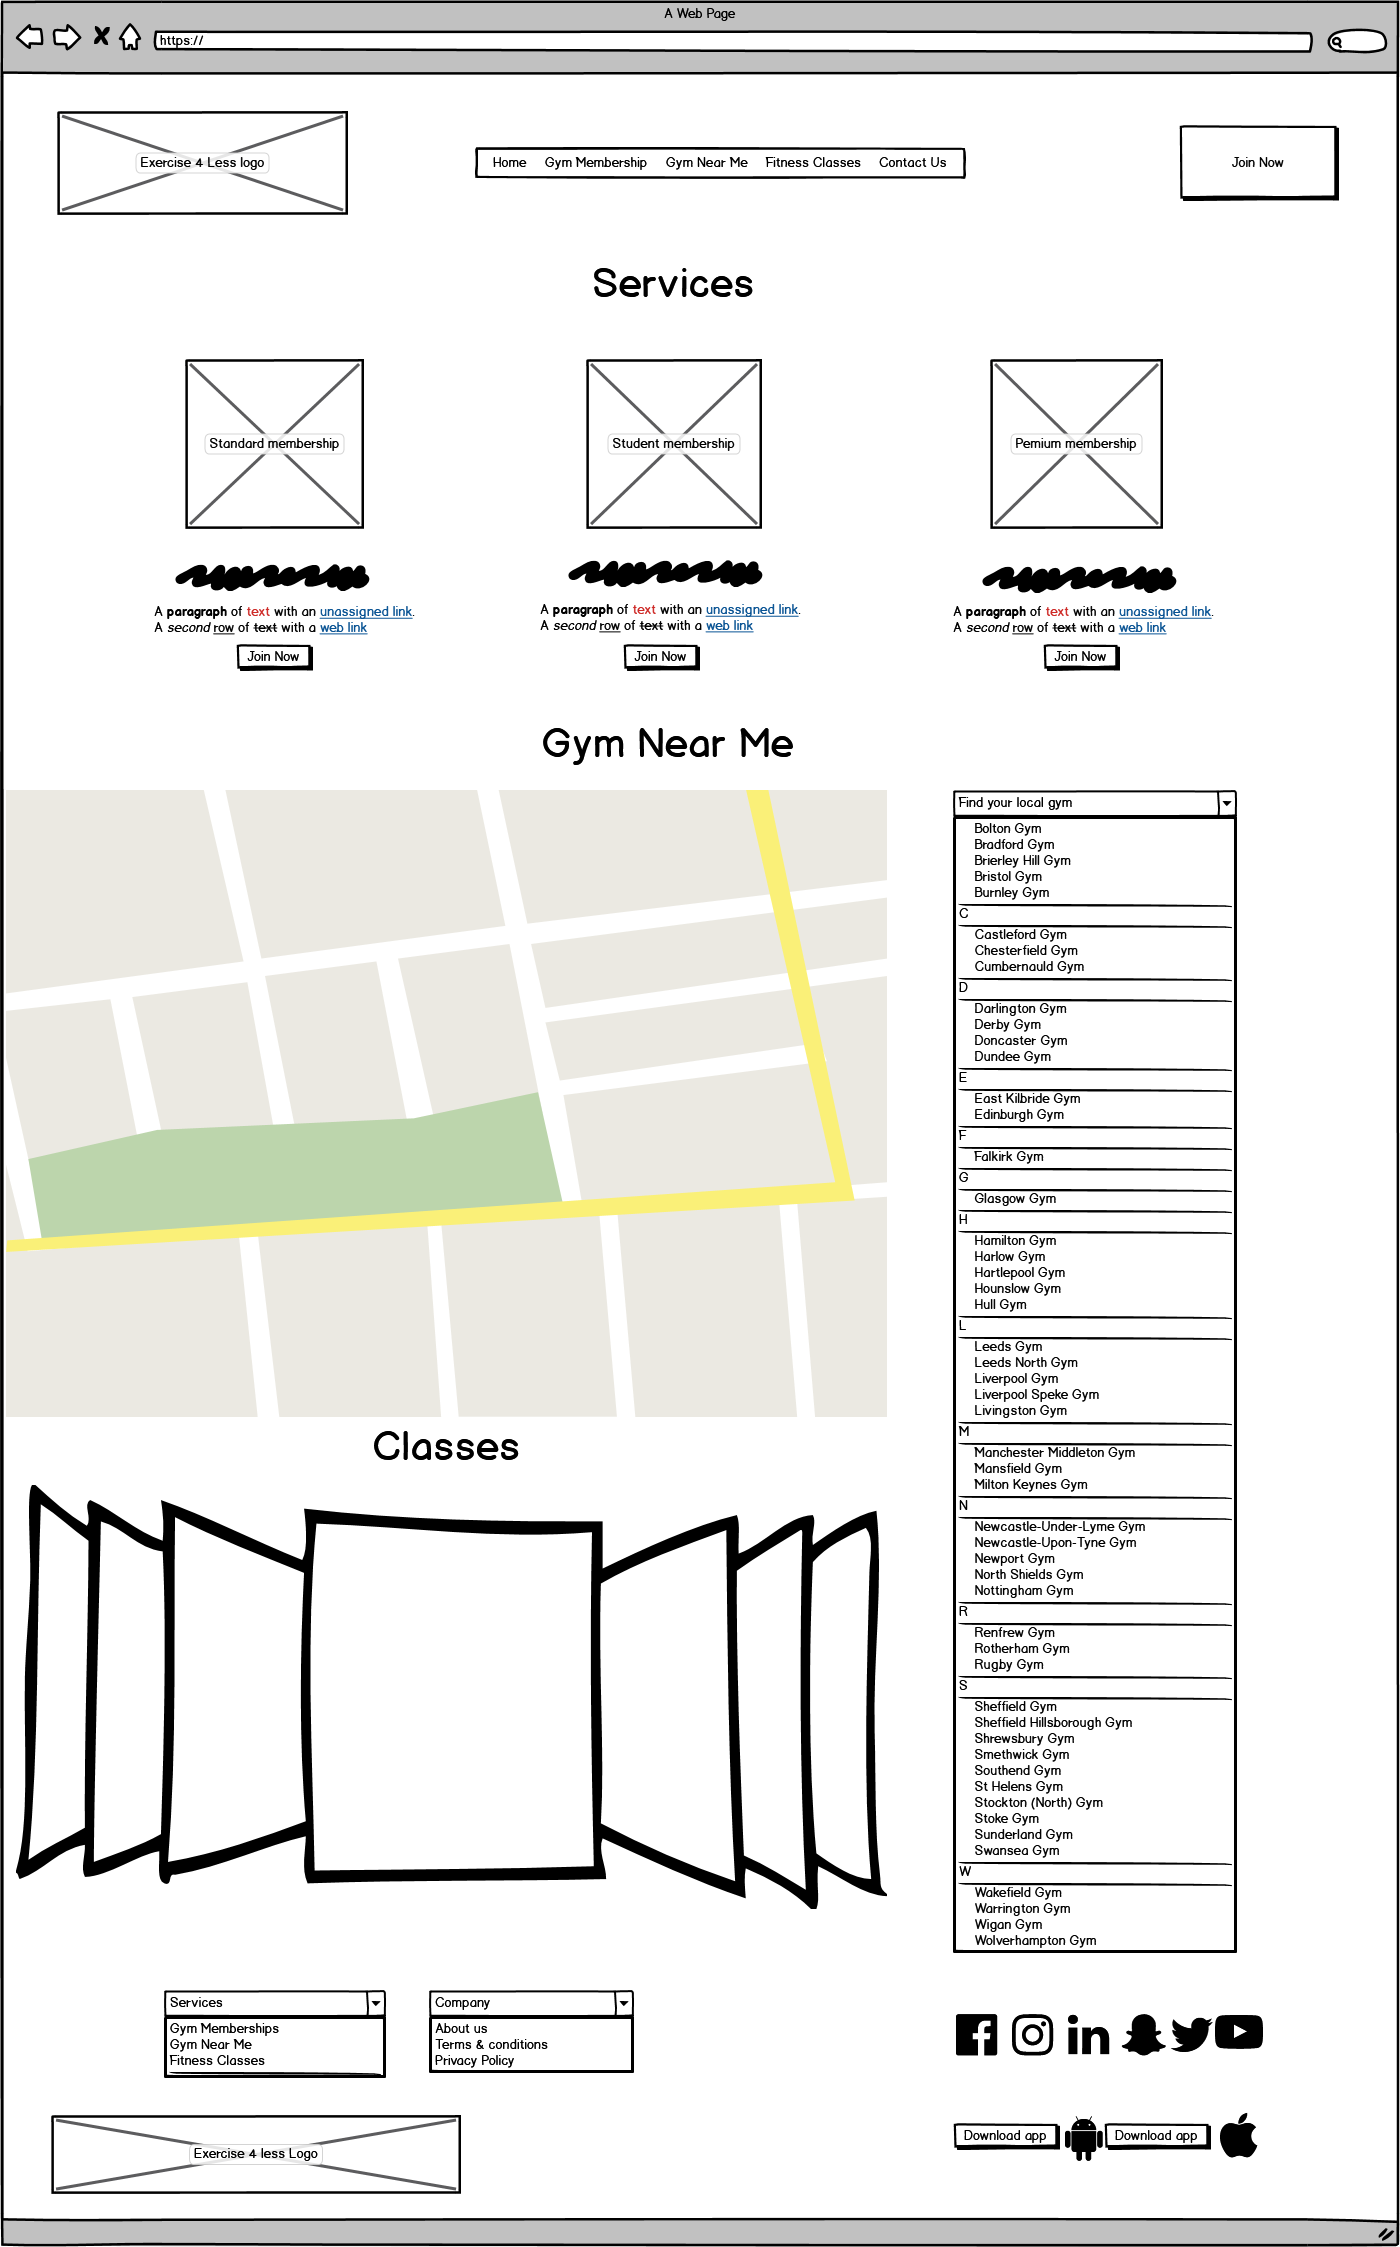 A Web Page
https://
Exercise 4 Less logo
Home Gym Membership Gym Near Me Fitness Classes Contact Us
Join Now
Services
Standard membership
Student membership
Pemium membership
A paragraph of text with an unassigned link.
A second row of text with a web link
Join Now
A paragraph of text with an unassigned link.
A second row of text with a web link
Join Now
A paragraph of text with an unassigned link.
A second row of text with a web link
Join Now
Gym Near Me
Find your local gym
Bolton Gym
Bradford Gym
Brierley Hill Gym
Bristol Gym
Burnley Gym
C
Castleford Gym
Chesterfield Gym
Cumbernauld Gym
D
Darlington Gym
Derby Gym
Doncaster Gym
Dundee Gym
E
East Kilbride Gym
Edinburgh Gym
F
Falkirk Gym
G
Glasgow Gym
H
Hamilton Gym
Harlow Gym
Hartlepool Gym
Hounslow Gym
Hull Gym
L
Leeds Gym
Leeds North Gym
Liverpool Gym
Liverpool Speke Gym
Livingston Gym
M
Manchester Middleton Gym
Mansfield Gym
Milton Keynes Gym
N
Newcastle-Under-Lyme Gym
Newcastle-Upon-Tyne Gym
Newport Gym
North Shields Gym
Nottingham Gym
R
Renfrew Gym
Rotherham Gym
Rugby Gym
S
Sheffield Gym
Sheffield Hillsborough Gym
Shrewsbury Gym
Smethwick Gym
Southend Gym
St Helens Gym
Stockton (North) Gym
Stoke Gym
Sunderland Gym
Swansea Gym
W
Wakefield Gym
Warrington Gym
Wigan Gym
Wolverhampton Gym
Classes
Services
Gym Memberships
Gym Near Me
Fitness Classes
Company
About us
Terms & conditions
Privacy Policy
Exercise 4 less Logo
Download app
Download app